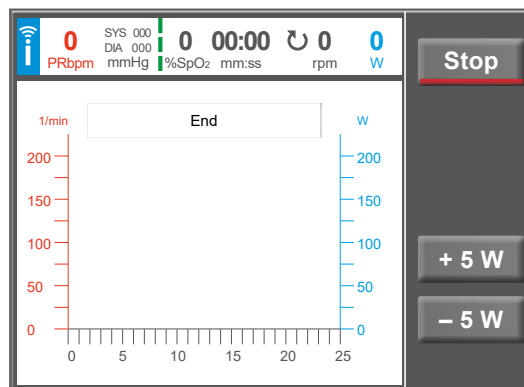 0 SYS 000 0 00:00 0 0
DIA 000
PRbpm mmHg %SpO2 mm:ss rpm W
Stop
1/min End W
200 200
150 150
100 100
+ 5 W
50 50
– 5 W
0 0
0 5 10 15 20 25